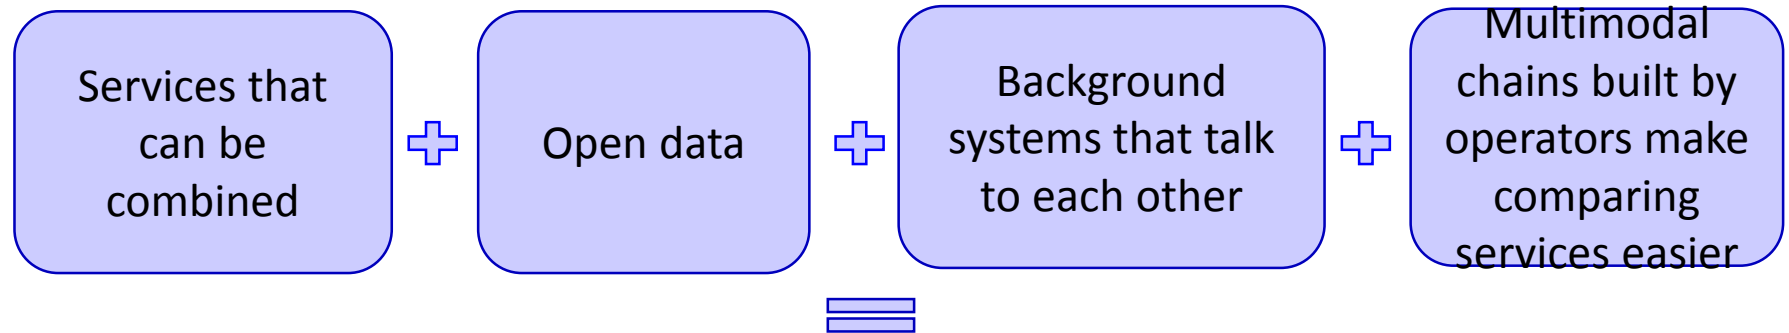 Services that
can be
combined
Open data
Background
systems that talk
to each other
Multimodal
chains built by
operators make
comparing
services easier